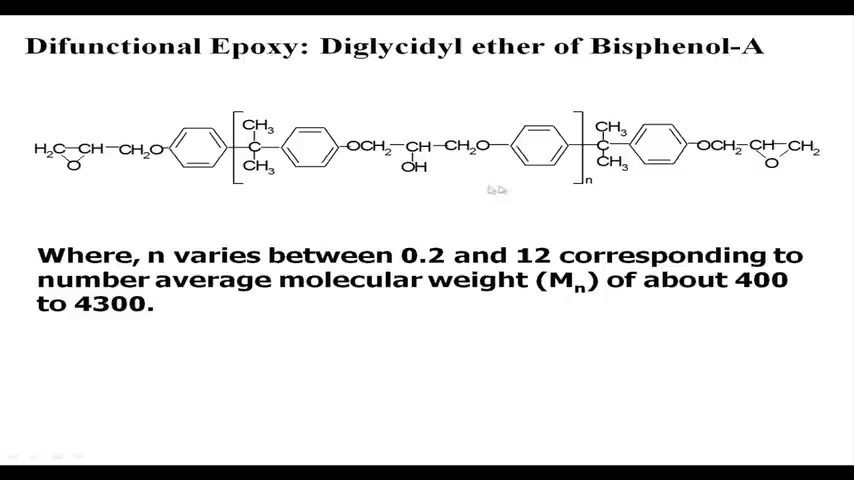 Difunctional Epoxy: Diglycidyl ether of Bisphenol-A
CH3 CH3
H2C CH CH2O C OCH2 CH CH2O C OCH2 CH CH2
O CH3 OH CH3 O
n
Where, n varies between 0.2 and 12 corresponding to
number average molecular weight (Mn) of about 400
to 4300.